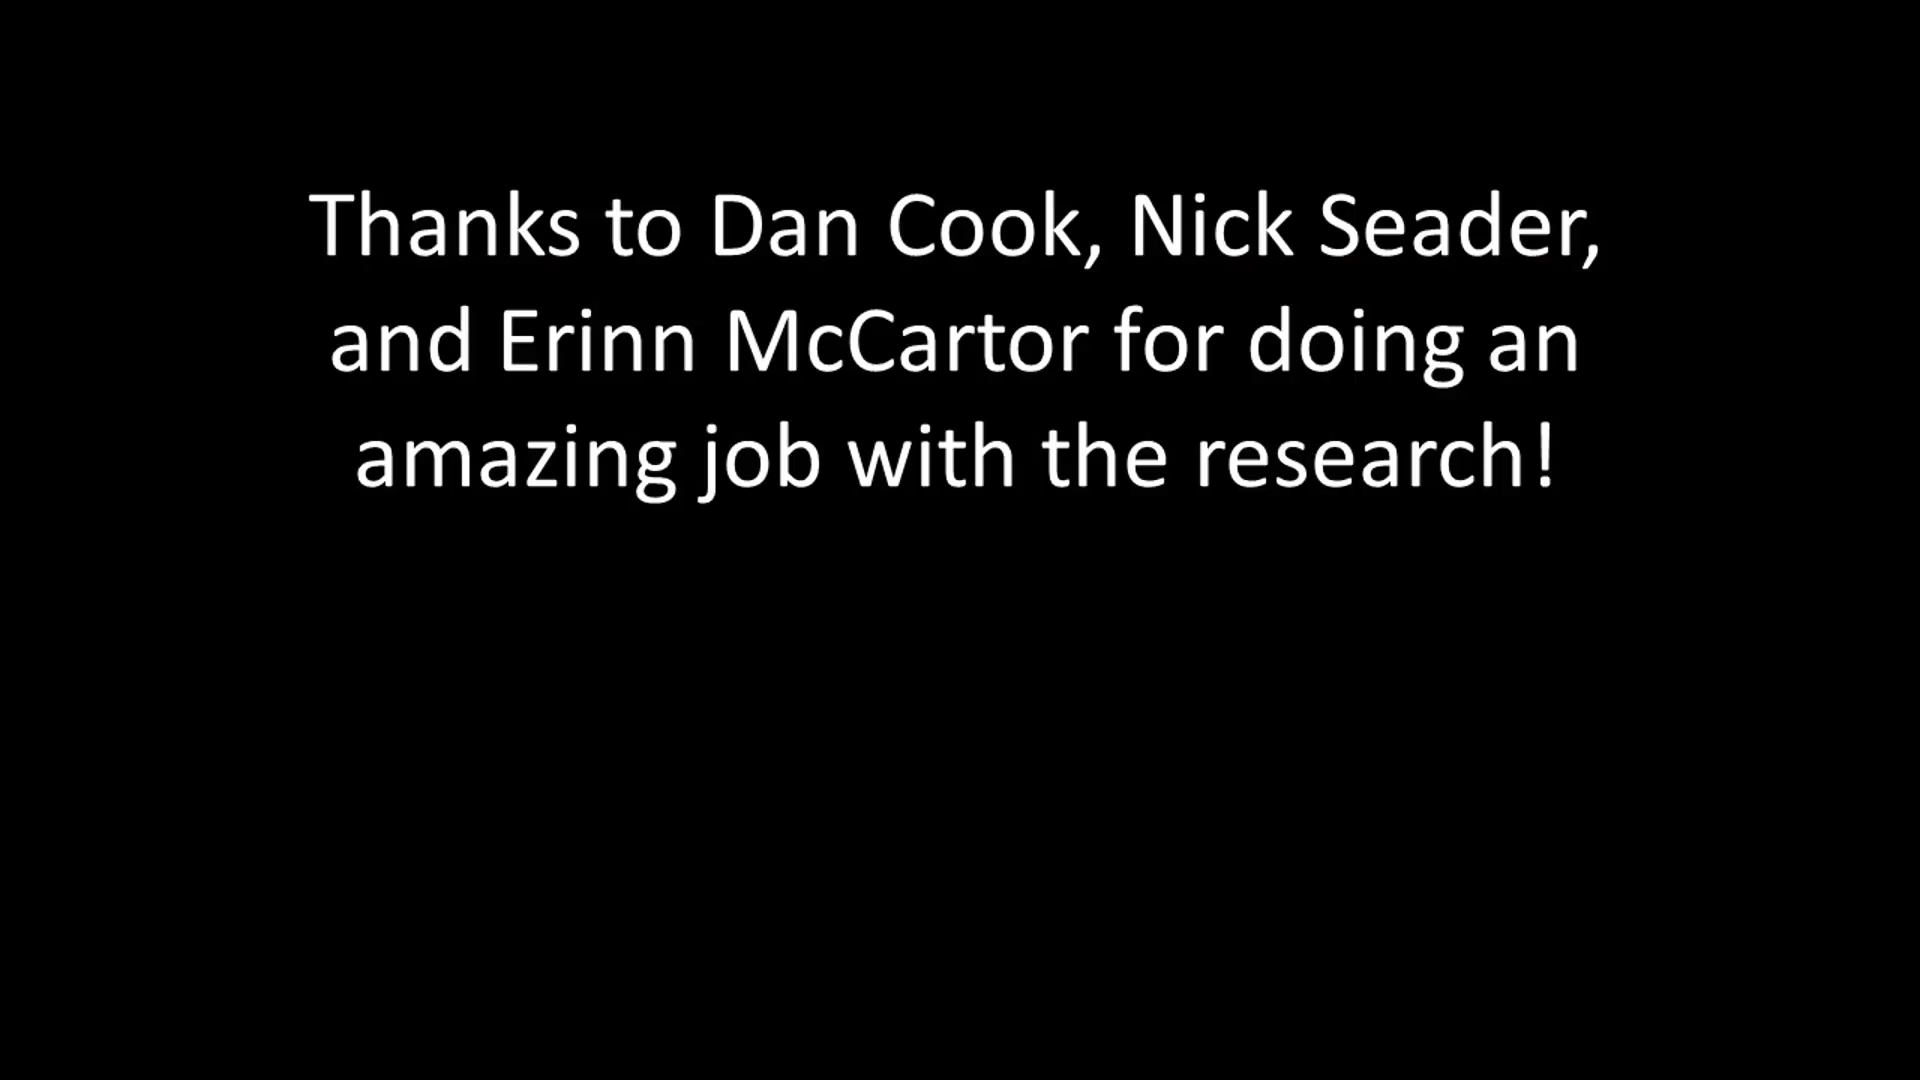 Thanks to Dan Cook, Nick Seader,
and Erinn McCartor for doing an
amazing job with the research!